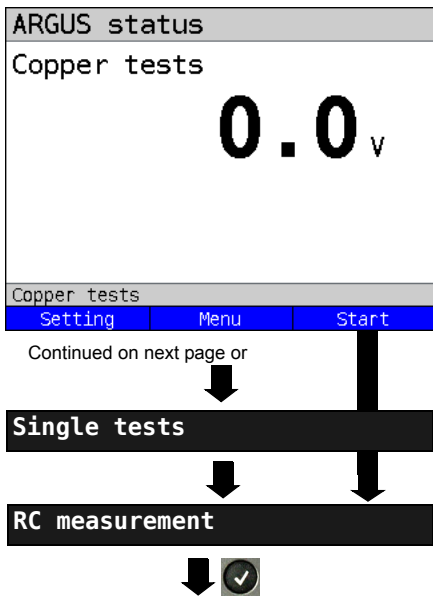 ARGUS status
Copper tests
0.0 V
Copper tests
Setting Menu Start
Continued on next page or
Single tests
RC measurement